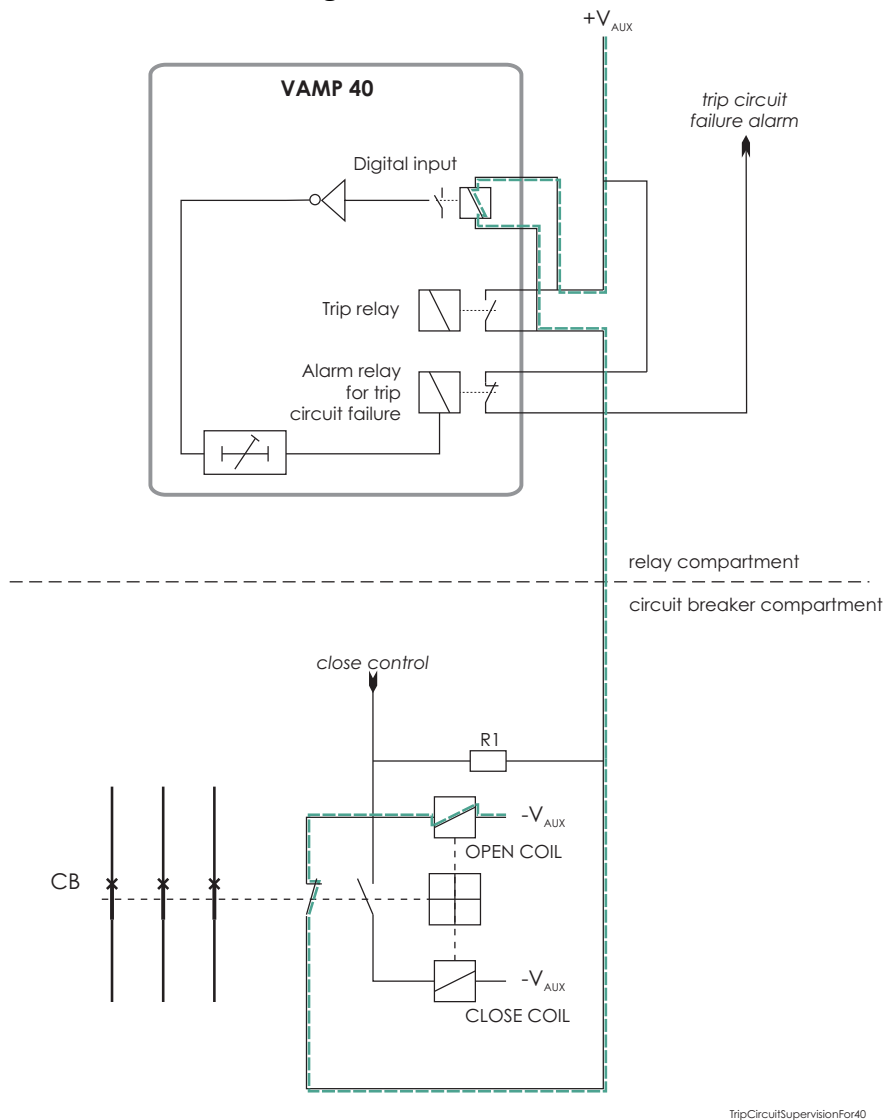 +VAUX
VAMP 40
trip circuit
failure alarm
Digital input
Trip relay
Alarm relay
for trip
circuit failure
relay compartment
circuit breaker compartment
close control
R1
-VAUX
OPEN COIL
CB
-VAUX
CLOSE COIL
TripCircuitSupervisionFor40